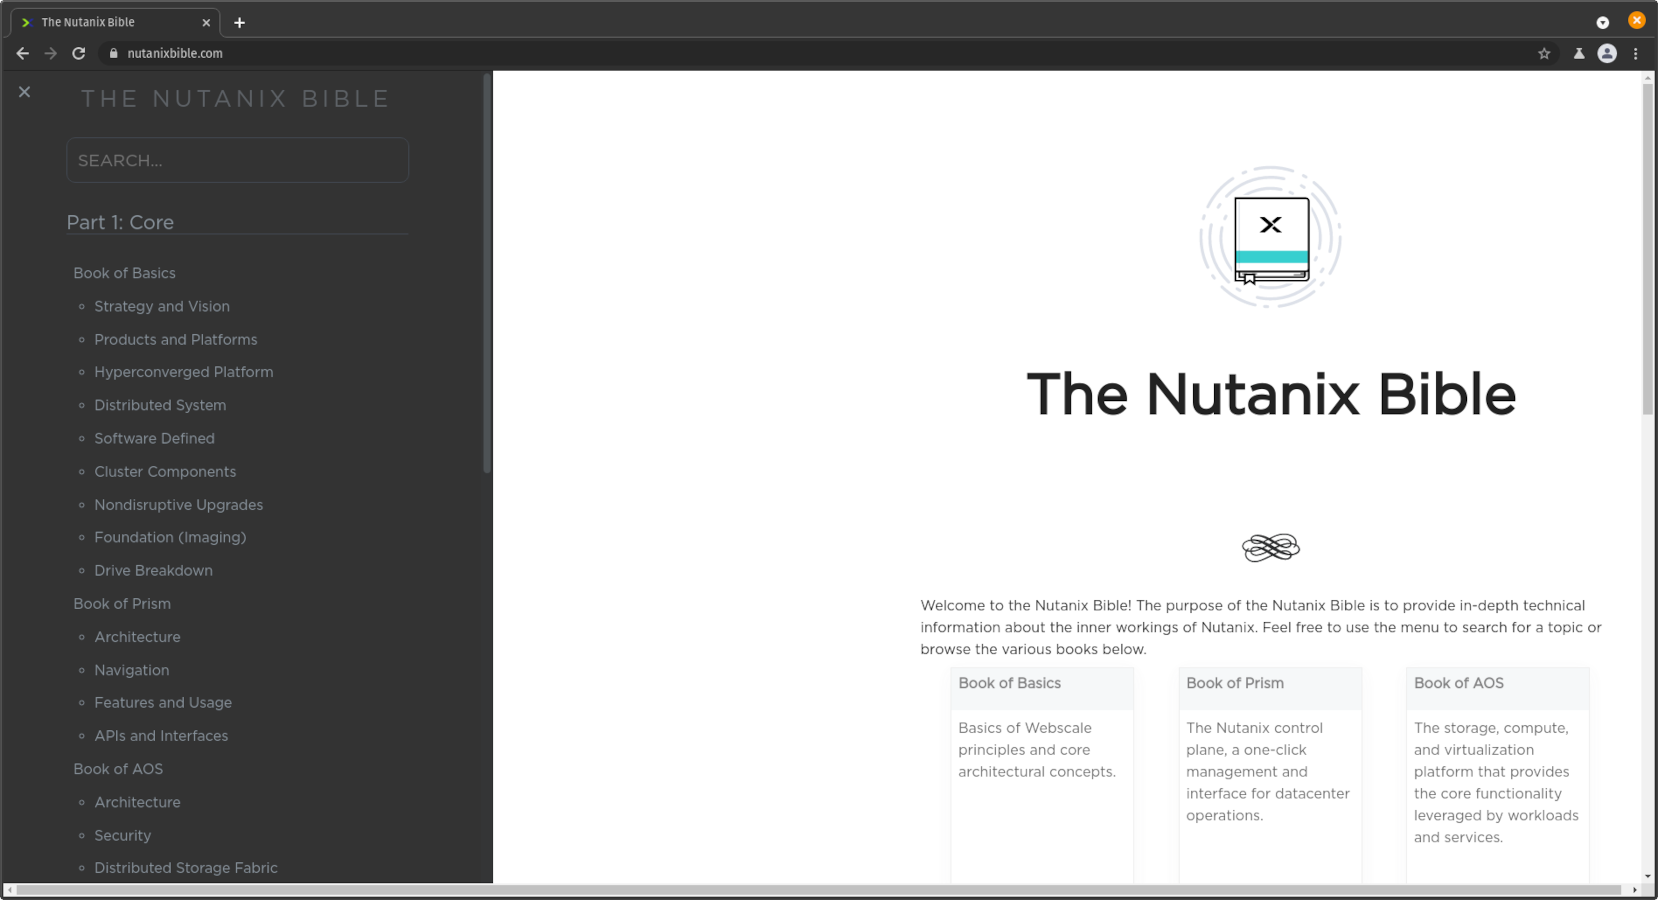 The Nutanix Bible
nutanixbible.com
THE NUTANIX BIBLE
SEARCH...
Part 1: Core
Book of Basics
Strategy and Vision
Products and Platforms
Hyperconverged Platform
Distributed System
Software Defined
Cluster Components
Nondisruptive Upgrades
Foundation (Imaging)
Drive Breakdown
Book of Prism
Architecture
Navigation
Features and Usage
APIs and Interfaces
Book of AOS
Architecture
Security
Distributed Storage Fabric
The Nutanix Bible
Welcome to the Nutanix Bible! The purpose of the Nutanix Bible is to provide in-depth technical
information about the inner workings of Nutanix. Feel free to use the menu to search for a topic or
browse the various books below.
Book of Basics
Basics of Webscale
principles and core
architectural concepts.
Book of Prism
The Nutanix control
plane, a one-click
management and
interface for datacenter
operations.
Book of AOS
The storage, compute,
and virtualization
platform that provides
the core functionality
leveraged by workloads
and services.